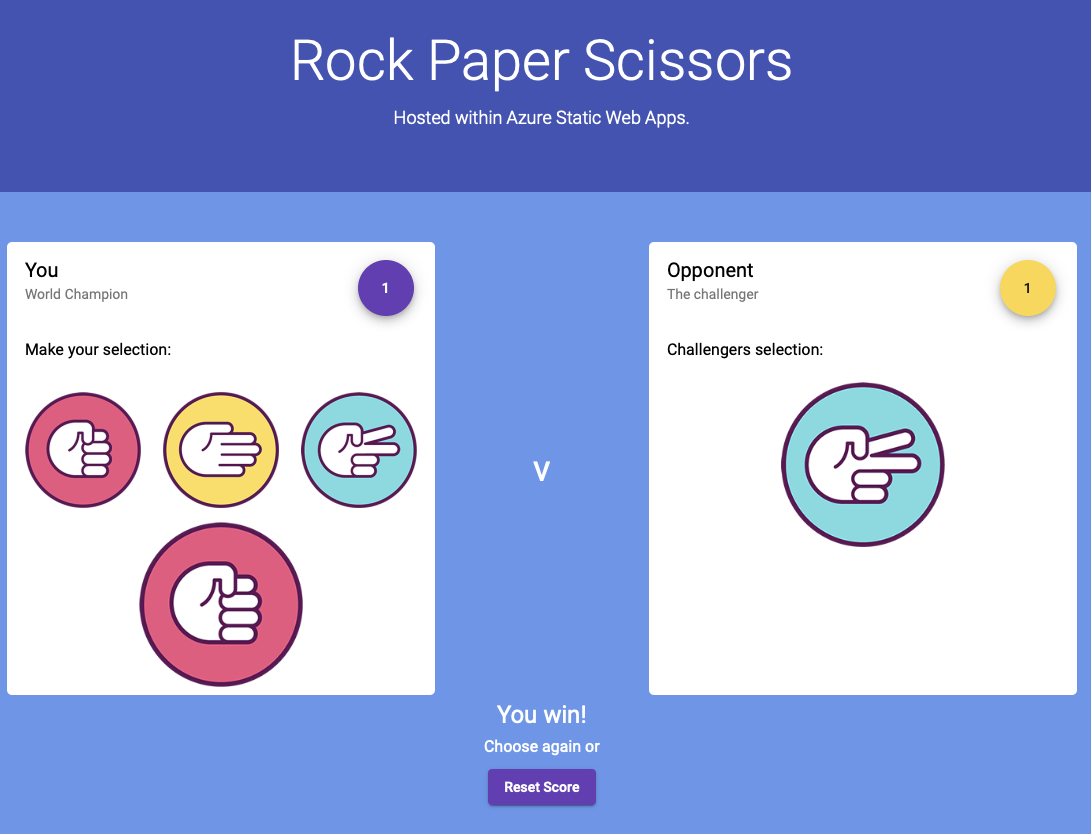 Rock Paper Scissors
Hosted within Azure Static Web Apps.
You
World Champion
1
Make your selection:
V
Opponent
The challenger
1
Challengers selection:
You win!
Choose again or
Reset Score